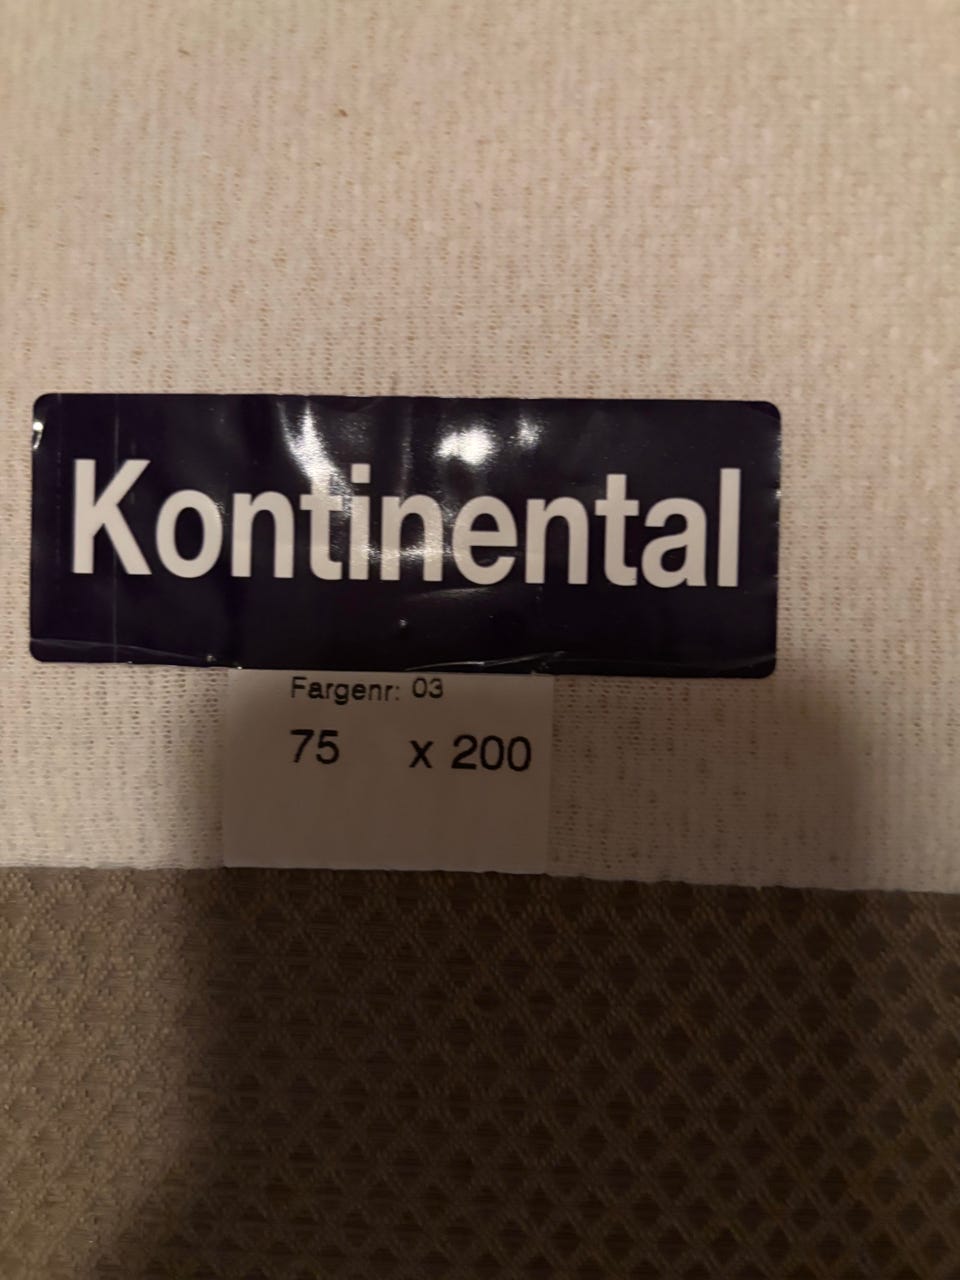 Kontinental
Fargenr: 03
75 x 200